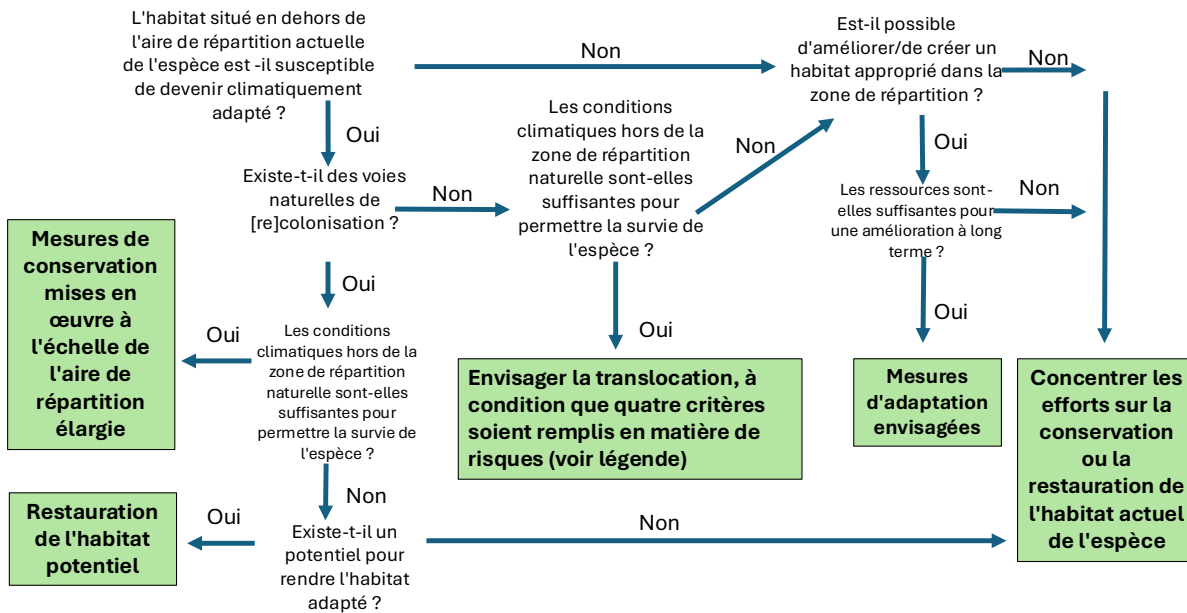 L'habitat situé en dehors de
l'aire de répartition actuelle
de l'espèce est -il susceptible
de devenir climatiquement
adapté ?
Non
Est-il possible
d'améliorer/de créer un
habitat approprié dans la
zone de répartition ?
Non
Oui
Les conditions
climatiques hors de la
zone de répartition
naturelle sont-elles
suffisantes pour
permettre la survie de
l'espèce ?
Non
Oui
Existe-t-il des voies
naturelles de
[re]colonisation ?
Non
Les ressources sont-
elles suffisantes pour
une amélioration à long
terme ?
Non
Mesures de
conservation
mises en
œuvre à
l'échelle de
l'aire de
répartition
élargie
Oui
Oui
Les conditions
climatiques hors de la
zone de répartition
naturelle sont-elles
suffisantes pour
permettre la survie de
l'espèce ?
Oui
Oui
Envisager la translocation, à
condition que quatre critères
soient remplis en matière de
risques (voir légende)
Mesures
d'adaptation
envisagées
Concentrer les
efforts sur la
conservation
ou la
restauration de
l'habitat actuel
de l'espèce
Non
Restauration
de l'habitat
potentiel
Oui
Existe-t-il un
potentiel pour
rendre l'habitat
adapté ?
Non